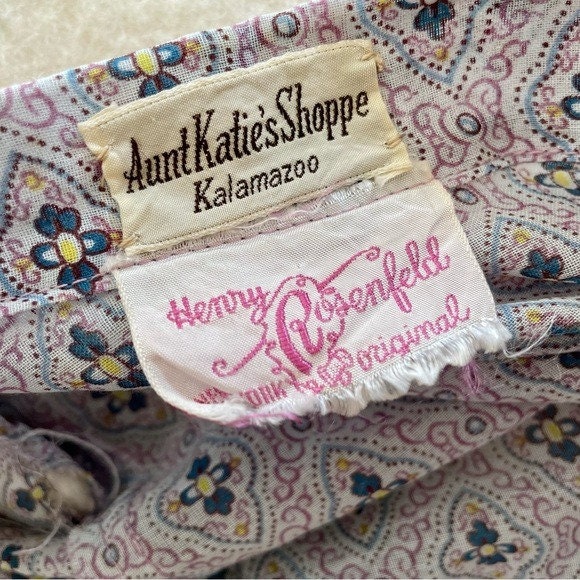 Aunt Katie's Shoppe
Kalamazoo
Henry Rosenfeld
original